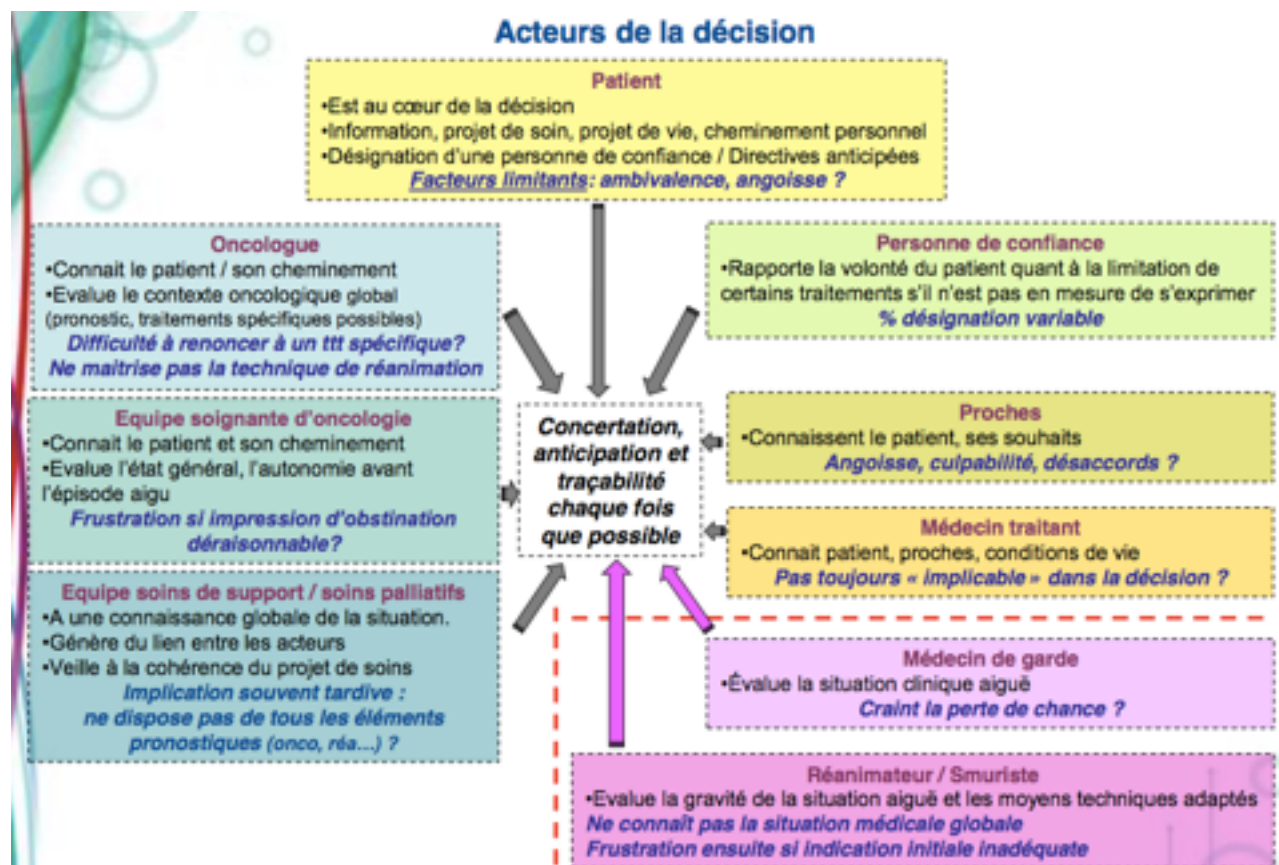 Acteurs de la décision
Patient
•Est au cœur de la décision
•Information, projet de soin, projet de vie, cheminement personnel
•Désignation d'une personne de confiance / Directives anticipées
Facteurs limitants: ambivalence, angoisse ?
Oncologue
•Connait le patient / son cheminement
•Evalue le contexte oncologique global
(pronostic, traitements spécifiques possibles)
Difficulté à renoncer à un ttt spécifique?
Ne maîtrise pas la technique de réanimation
Personne de confiance
•Rapporte la volonté du patient quant à la limitation de
certains traitements s'il n'est pas en mesure de s'exprimer
% désignation variable
Equipe soignante d'oncologie
•Connait le patient et son cheminement
•Evalue l'état général, l'autonomie avant
l'épisode aigu
Frustration si impression d'obstination
déraisonnable?
Concertation,
anticipation et
traçabilité
chaque fois
que possible
Proches
•Connaissent le patient, ses souhaits
Angoisse, culpabilité, désaccords ?
Médecin traitant
•Connait patient, proches, conditions de vie
Pas toujours « implicable » dans la décision ?
Equipe soins de support / soins palliatifs
•A une connaissance globale de la situation.
•Génère du lien entre les acteurs
•Veille à la cohérence du projet de soins
Implication souvent tardive :
ne dispose pas de tous les éléments
pronostiques (onco, réa...) ?
Médecin de garde
•Évalue la situation clinique aiguë
Craint la perte de chance ?
Réanimateur / Smuriste
•Evalue la gravité de la situation aiguë et les moyens techniques adaptés
Ne connaît pas la situation médicale globale
Frustration ensuite si indication initiale inadéquate